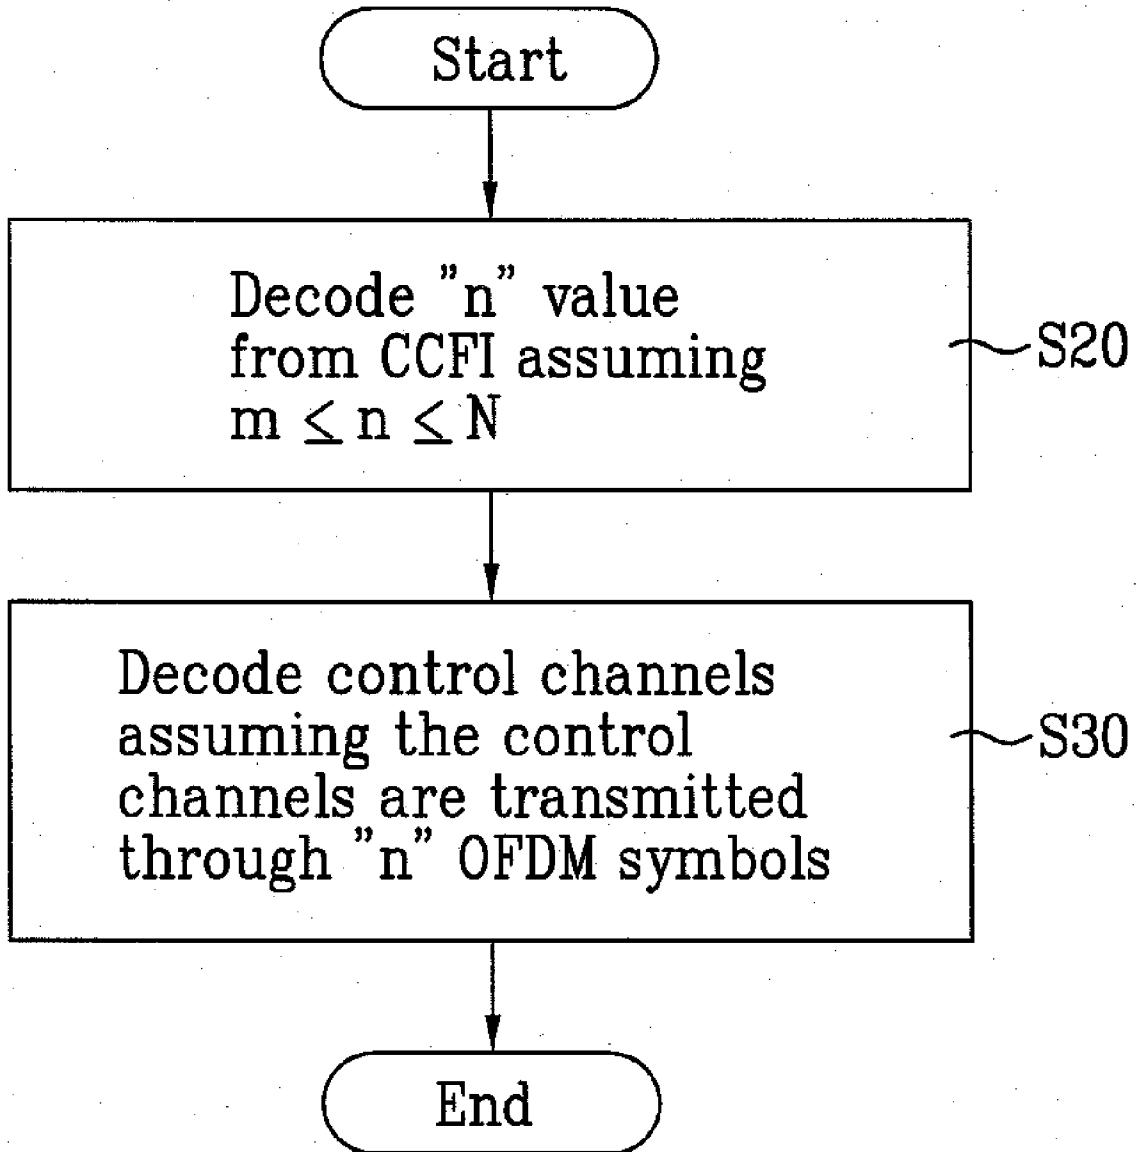 Start
Decode "n" value
from CCFI assuming
m ≤ n ≤ N
S20
Decode control channels
assuming the control
channels are transmitted
through "n" OFDM symbols
S30
End